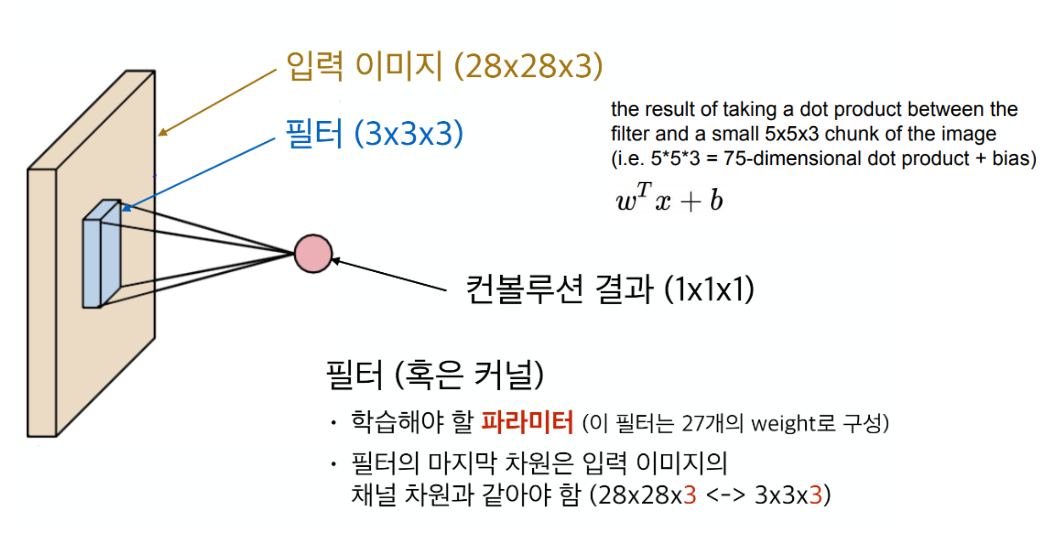 입력 이미지 (28x28x3)
필터 (3x3x3)
the result of taking a dot product between the
filter and a small 5x5x3 chunk of the image
(i.e. 5*5*3 = 75-dimensional dot product + bias)
w^T x + b
컨볼루션 결과 (1x1x1)
필터 (혹은 커널)
· 학습해야 할 파라미터 (이 필터는 27개의 weight로 구성)
· 필터의 마지막 차원은 입력 이미지의
채널 차원과 같아야 함 (28x28x3 <-> 3x3x3)